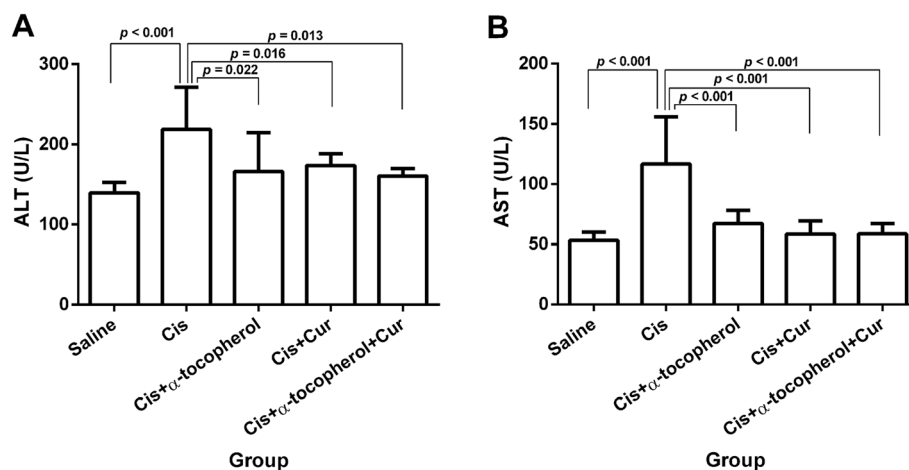 A
p < 0.001
p = 0.013
p = 0.016
p = 0.022
300
200
100
0
ALT (U/L)
Saline
Cis
Cis+α-tocopherol
Cis+Cur
Cis+α-tocopherol+Cur
Group
B
p < 0.001
p < 0.001
p < 0.001
p < 0.001
200
150
100
50
0
AST (U/L)
Saline
Cis
Cis+α-tocopherol
Cis+Cur
Cis+α-tocopherol+Cur
Group